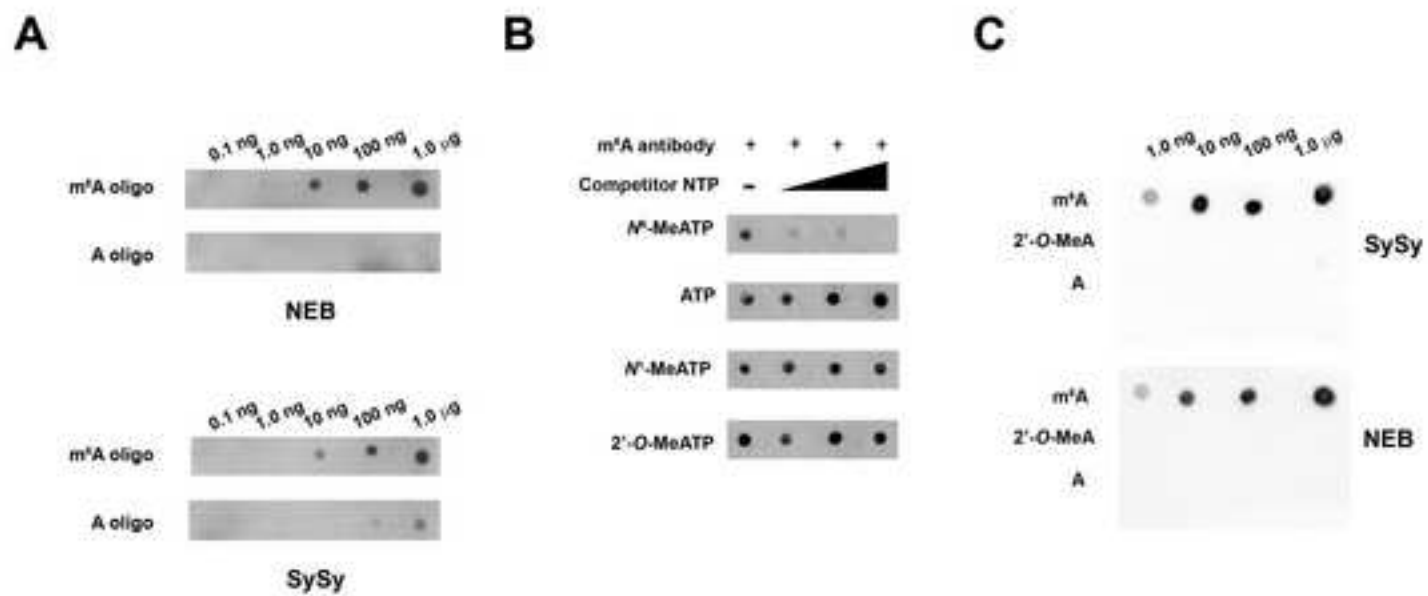 A
0.1 ng 1.0 ng 10 ng 100 ng 1.0 µg
m⁶A oligo
A oligo
NEB
0.1 ng 1.0 ng 10 ng 100 ng 1.0 µg
m⁶A oligo
A oligo
SySy
B
m⁶A antibody + + + +
Competitor NTP -
N⁶-MeATP
ATP
N¹-MeATP
2'-O-MeATP
C
1.0 ng 10 ng 100 ng 1.0 µg
m⁶A
2'-O-MeA
A
SySy
m⁶A
2'-O-MeA
A
NEB